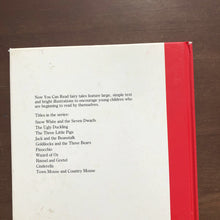 Now You Can Read fairy tales feature large, simple text
and bright illustrations to encourage young children who
are beginning to read by themselves.
Titles in the series:
Snow White and the Seven Dwarfs
The Ugly Duckling
The Three Little Pigs
Jack and the Beanstalk
Goldilocks and the Three Bears
Pinocchio
Wizard of Oz
Hansel and Gretel
Cinderella
Town Mouse and Country Mouse